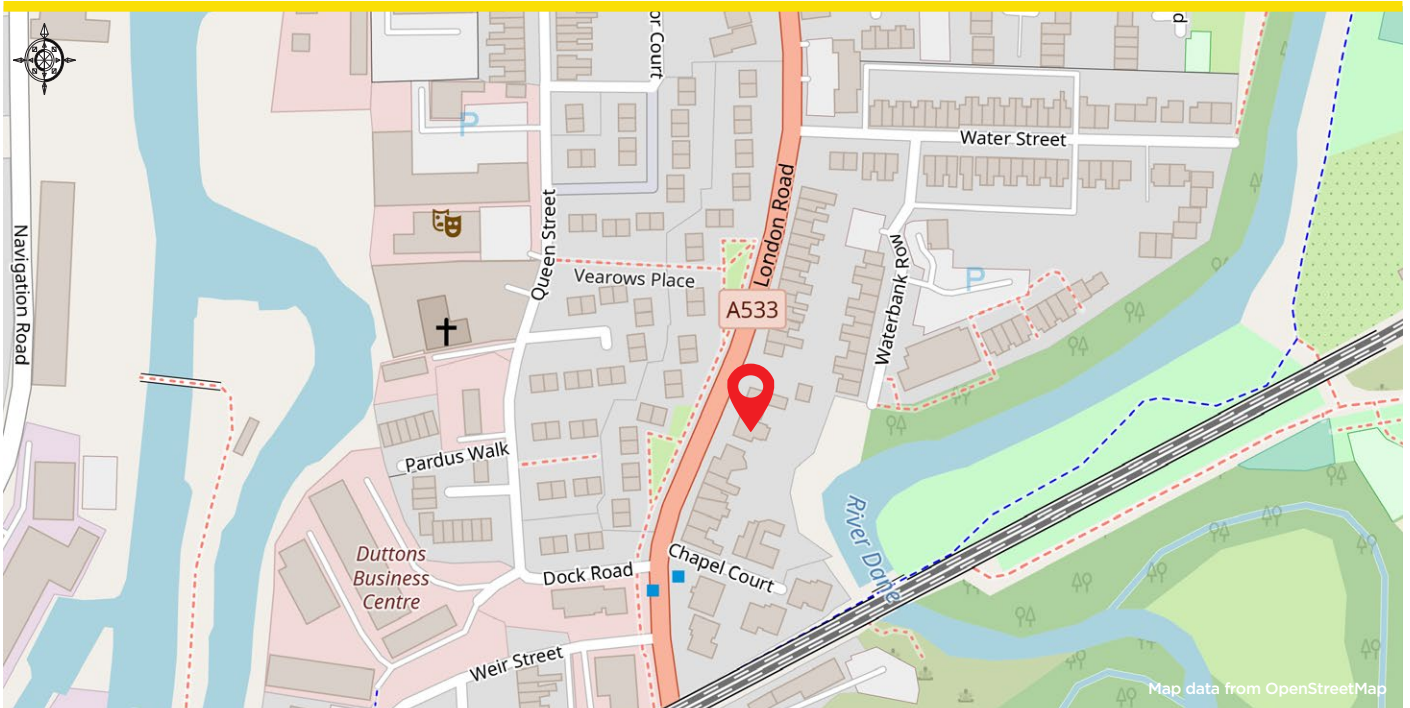 or Court
P
Water Street
Navigation Road
Queen Street
London Road
Vearows Place
Waterbank Row
P
A533
Pardus Walk
River Dane
Duttons
Business
Centre
Dock Road
Chapel Court
Weir Street
Map data from OpenStreetMap